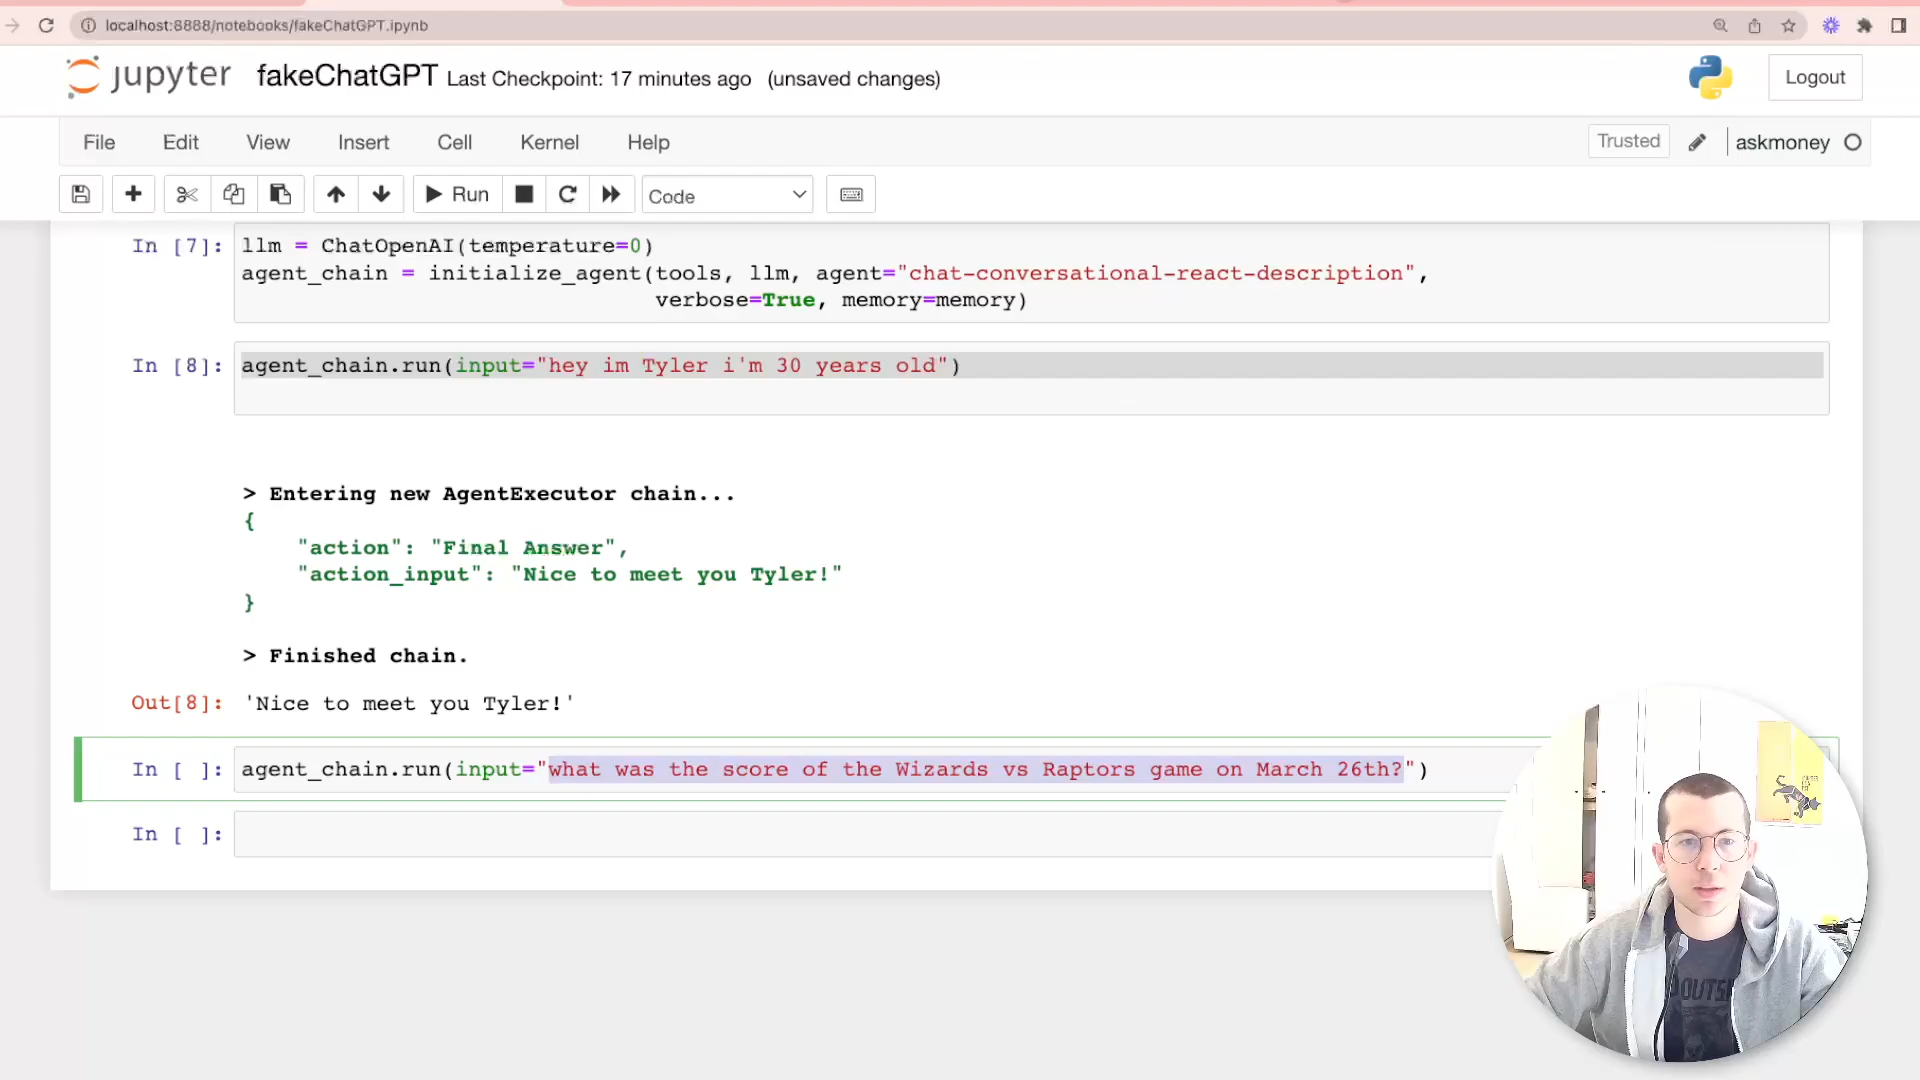 localhost:8888/notebooks/fakeChatGPT.ipynb
jupyter fakeChatGPT Last Checkpoint: 17 minutes ago (unsaved changes)
Logout
File Edit View Insert Cell Kernel Help
Trusted askmoney
Run Code
In [7]: llm = ChatOpenAI(temperature=0)
agent_chain = initialize_agent(tools, llm, agent="chat-conversational-react-description",
verbose=True, memory=memory)
In [8]: agent_chain.run(input="hey im Tyler i'm 30 years old")
> Entering new AgentExecutor chain...
{
"action": "Final Answer",
"action_input": "Nice to meet you Tyler!"
}
> Finished chain.
Out[8]: 'Nice to meet you Tyler!'
In [ ]: agent_chain.run(input="what was the score of the Wizards vs Raptors game on March 26th?")
In [ ]: